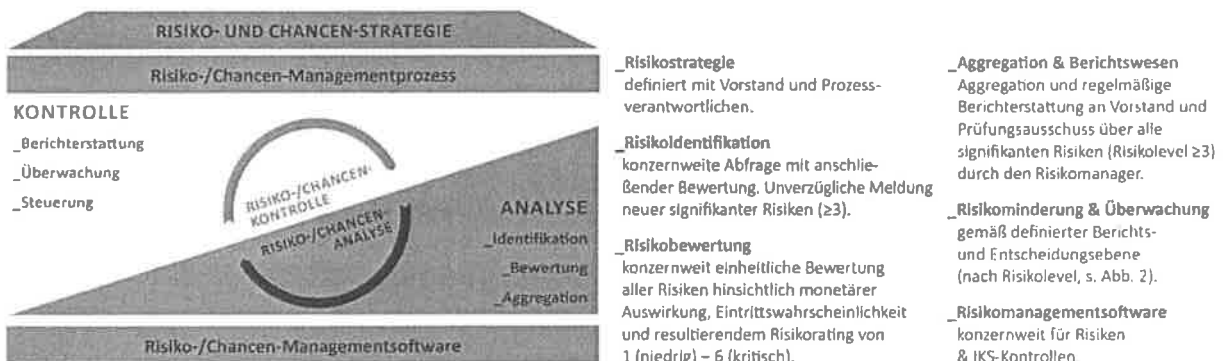 RISIKO- UND CHANCEN-STRATEGIE
Risiko-/Chancen-Managementprozess
KONTROLLE
_Berichterstattung
_Überwachung
_Steuerung
RISIKO-/CHANCEN-
KONTROLLE
RISIKO-/CHANCEN-
ANALYSE
ANALYSE
_Identifikation
_Bewertung
_Aggregation
Risiko-/Chancen-Managementsoftware
_Risikostrategie
definiert mit Vorstand und Prozess-
verantwortlichen.
_Risikoidentifikation
konzernweite Abfrage mit anschlie-
ßender Bewertung. Unverzügliche Meldung
neuer signifikanter Risiken (≥3).
_Risikobewertung
konzernweit einheitliche Bewertung
aller Risiken hinsichtlich monetärer
Auswirkung, Eintrittswahrscheinlichkeit
und resultierendem Risikorating von
1 (niedrig) – 6 (kritisch).
_Aggregation & Berichtswesen
Aggregation und regelmäßige
Berichterstattung an Vorstand und
Prüfungsausschuss über alle
signifikanten Risiken (Risikolevel ≥3)
durch den Risikomanager.
_Risikominderung & Überwachung
gemäß definierter Berichts-
und Entscheidungsebene
(nach Risikolevel, s. Abb. 2).
_Risikomanagementsoftware
konzernweit für Risiken
& IKS-Kontrollen